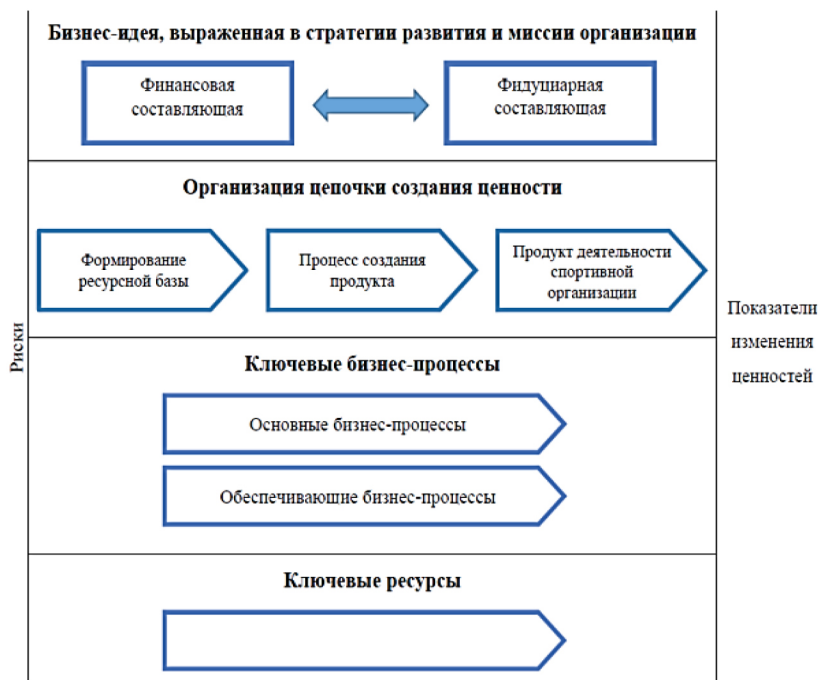 Бизнес-идея, выраженная в стратегии развития и миссии организации
Финансовая
составляющая
Фидуциарная
составляющая
Организация цепочки создания ценности
Формирование
ресурсной базы
Процесс создания
продукта
Продукт деятельности
спортивной
организации
Риски
Показатели
изменения
ценностей
Ключевые бизнес-процессы
Основные бизнес-процессы
Обеспечивающие бизнес-процессы
Ключевые ресурсы